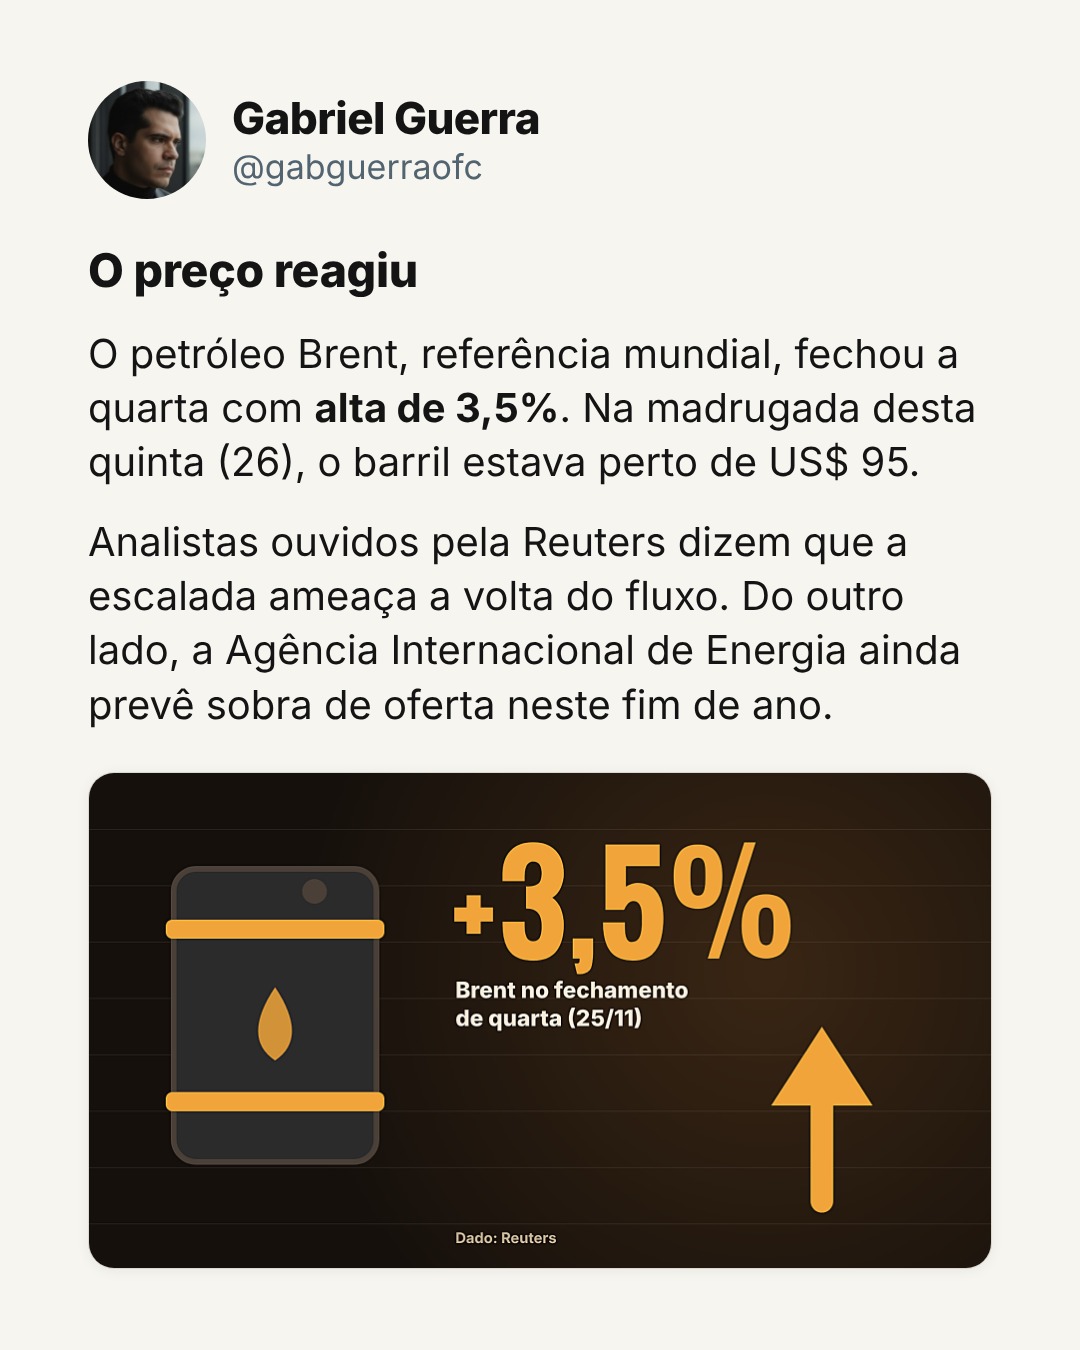 Gabriel Guerra
@gabguerraofc
O preço reagiu
O petróleo Brent, referência mundial, fechou a
quarta com alta de 3,5%. Na madrugada desta
quinta (26), o barril estava perto de US$ 95.
Analistas ouvidos pela Reuters dizem que a
escalada ameaça a volta do fluxo. Do outro
lado, a Agência Internacional de Energia ainda
prevê sobra de oferta neste fim de ano.
+3,5%
Brent no fechamento
de quarta (25/11)
Dado: Reuters